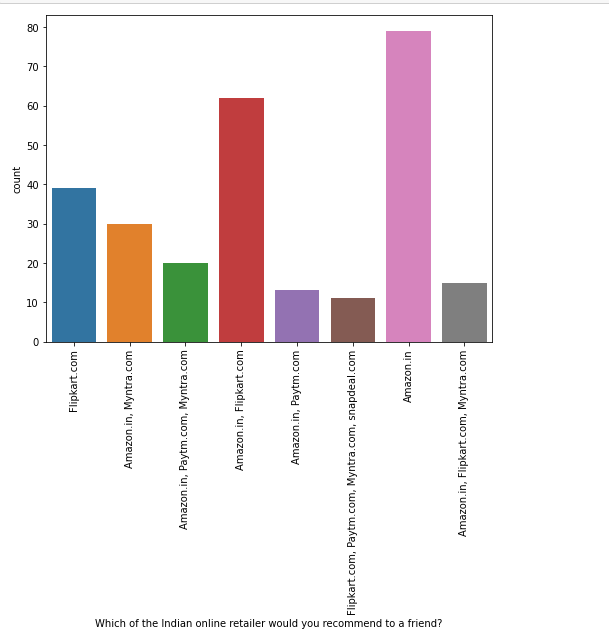 80
70
60
50
40
30
20
10
0
count
Flipkart.com
Amazon.in, Myntra.com
Amazon.in, Paytm.com, Myntra.com
Amazon.in, Flipkart.com
Amazon.in, Paytm.com
Flipkart.com, Paytm.com, Myntra.com, snapdeal.com
Amazon.in
Amazon.in, Flipkart.com, Myntra.com
Which of the Indian online retailer would you recommend to a friend?